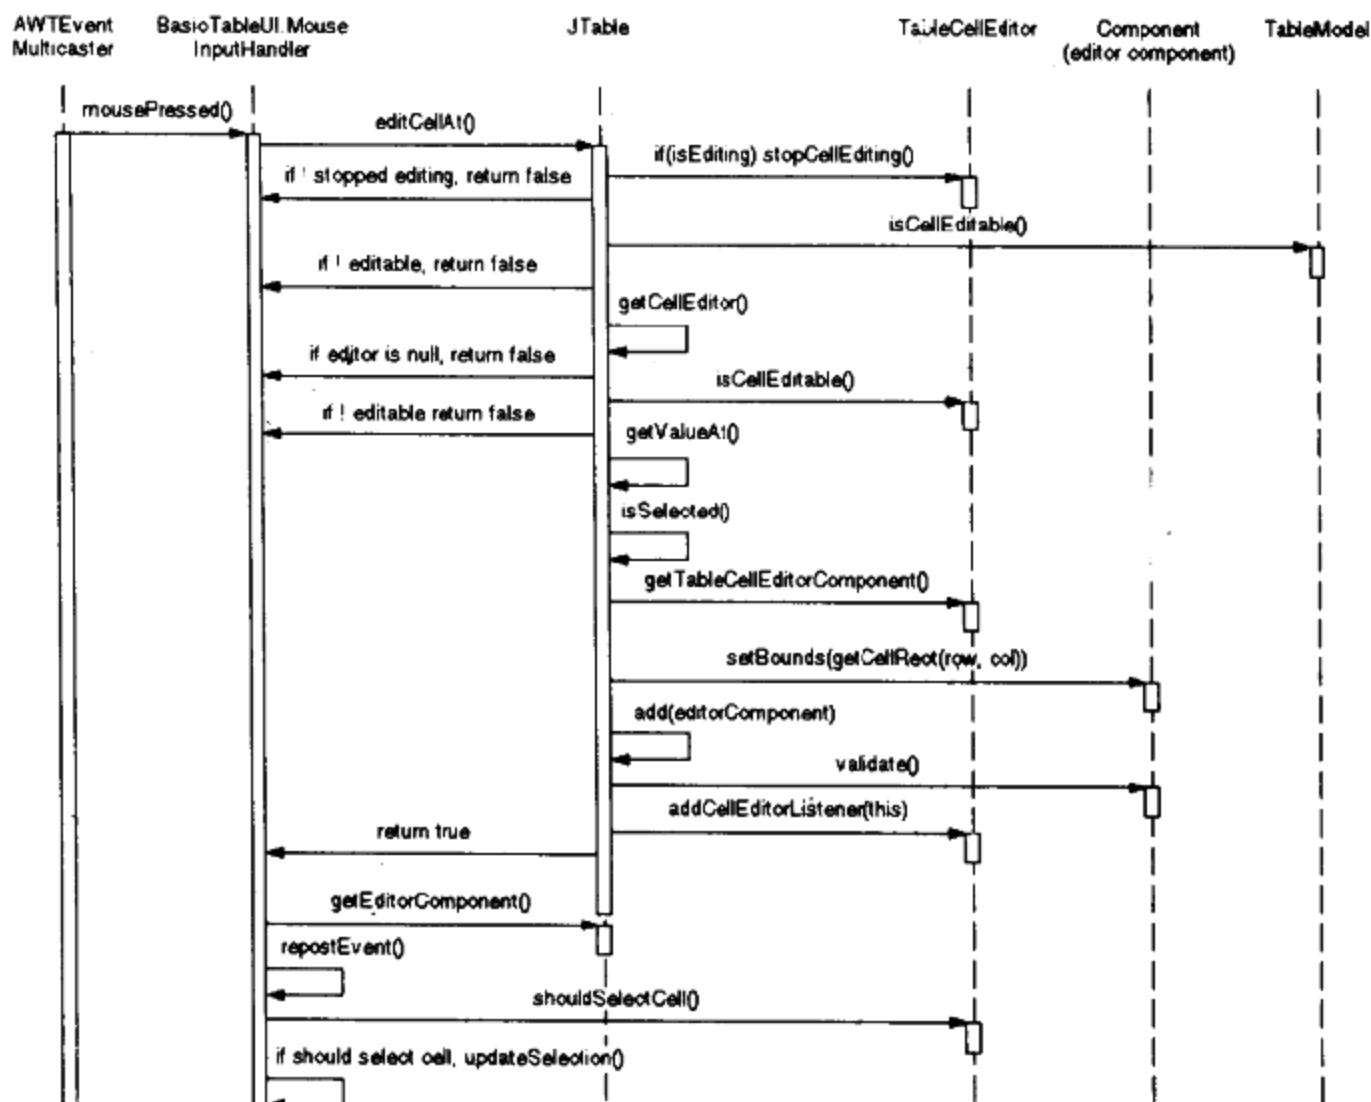 AWTEvent
Multicaster
BasicTableUI.Mouse
InputHandler
JTable
TableCellEditor
Component
(editor component)
TableModel
mousePressed()
editCellAt()
if(isEditing) stopCellEditing()
if ! stopped editing, return false
isCellEditable()
if ! editable, return false
getCellEditor()
if editor is null, return false
isCellEditable()
if ! editable return false
getValueAt()
isSelected()
getTableCellEditorComponent()
setBounds(getCellRect(row, col))
add(editorComponent)
validate()
addCellEditorListener(this)
return true
getEditorComponent()
repostEvent()
shouldSelectCell()
if should select cell, updateSelection()